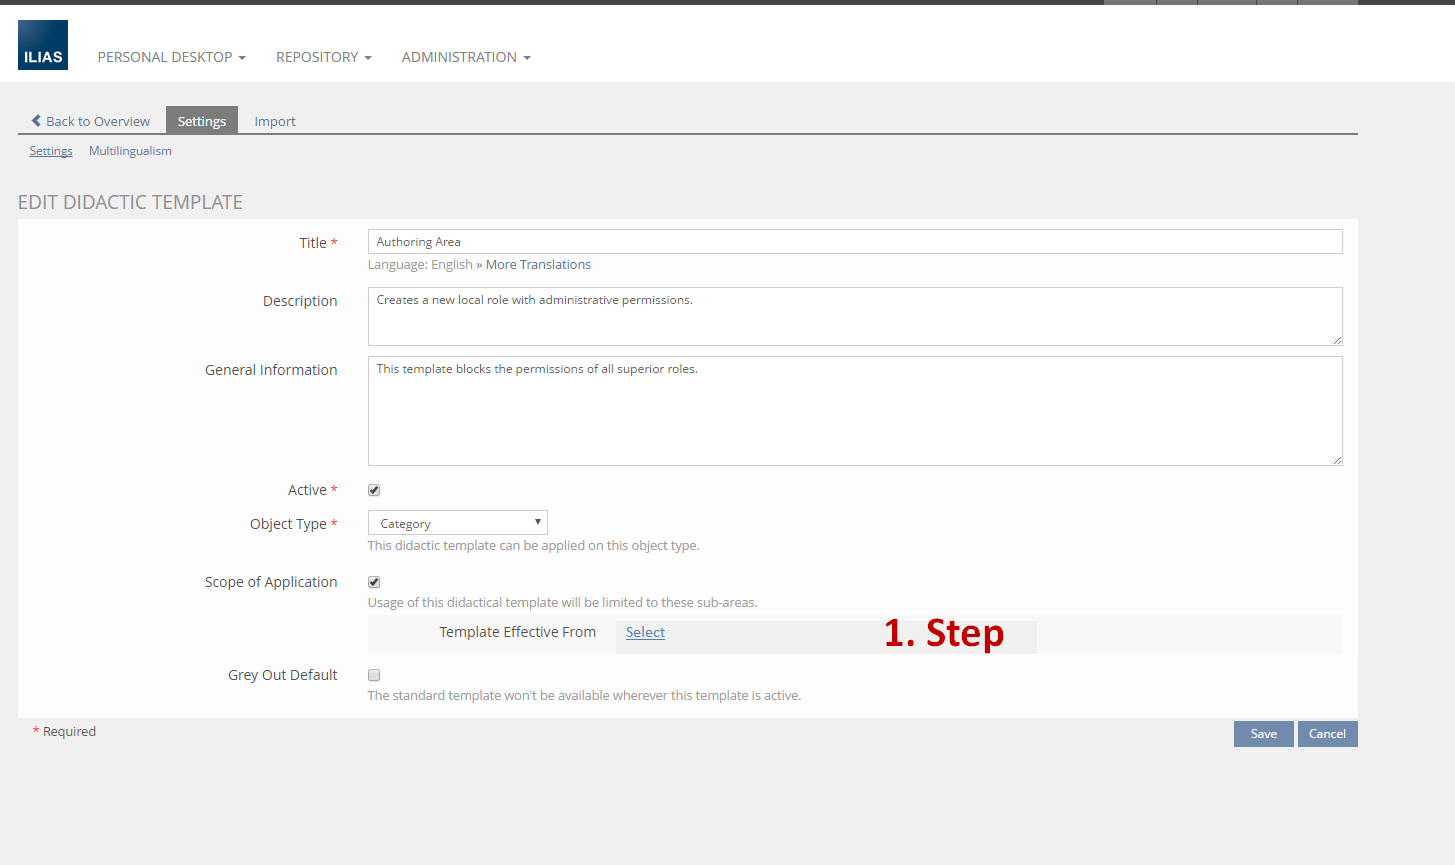 ILIAS
PERSONAL DESKTOP REPOSITORY ADMINISTRATION
Back to Overview Settings Import
Settings Multilingualism
EDIT DIDACTIC TEMPLATE
Title * Authoring Area
Language: English » More Translations
Description Creates a new local role with administrative permissions.
General Information This template blocks the permissions of all superior roles.
Active *
Object Type * Category
This didactic template can be applied on this object type.
Scope of Application
Usage of this didactical template will be limited to these sub-areas.
Template Effective From Select 1. Step
Grey Out Default
The standard template won't be available wherever this template is active.
* Required Save Cancel